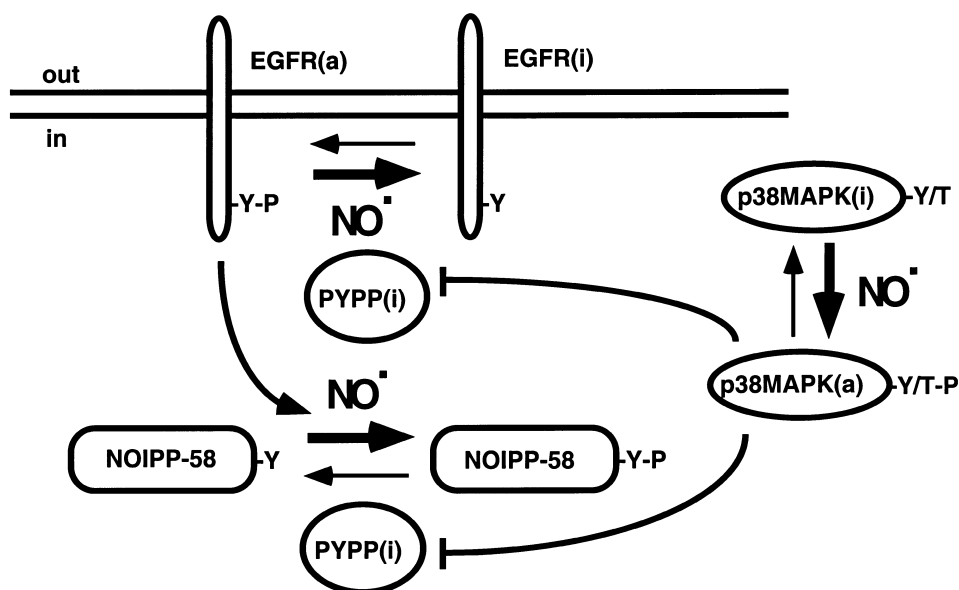 EGFR(a)
EGFR(i)
out
in
-Y-P
-Y
NO˙
p38MAPK(i)
-Y/T
PYPP(i)
NO˙
NO˙
p38MAPK(a)
-Y/T-P
NOIPP-58
-Y
NOIPP-58
-Y-P
PYPP(i)